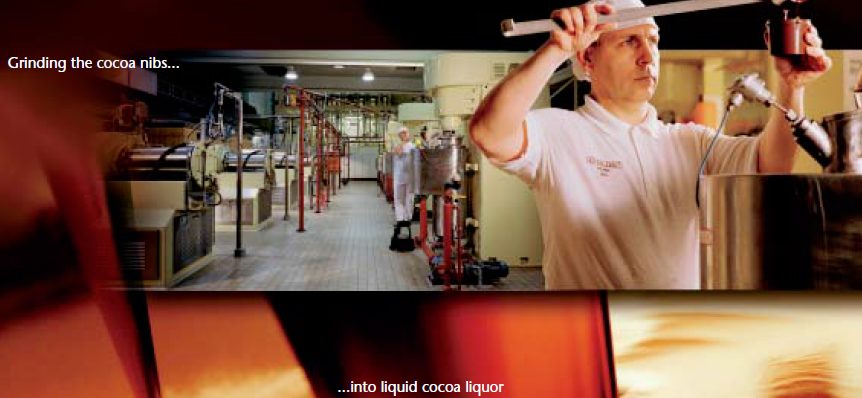 Grinding the cocoa nibs...
...into liquid cocoa liquor